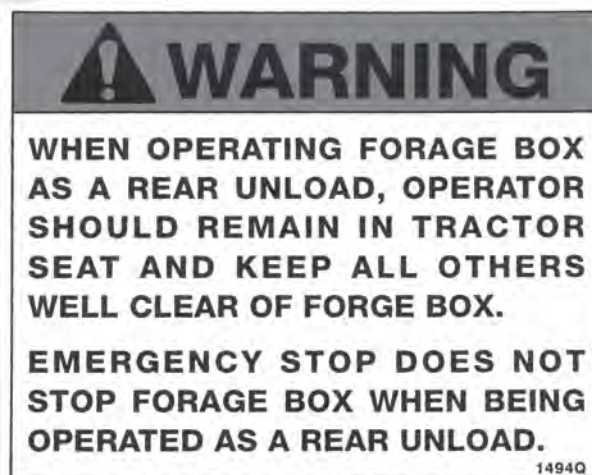 WARNING
WHEN OPERATING FORAGE BOX
AS A REAR UNLOAD, OPERATOR
SHOULD REMAIN IN TRACTOR
SEAT AND KEEP ALL OTHERS
WELL CLEAR OF FORGE BOX.
EMERGENCY STOP DOES NOT
STOP FORAGE BOX WHEN BEING
OPERATED AS A REAR UNLOAD.
1494Q